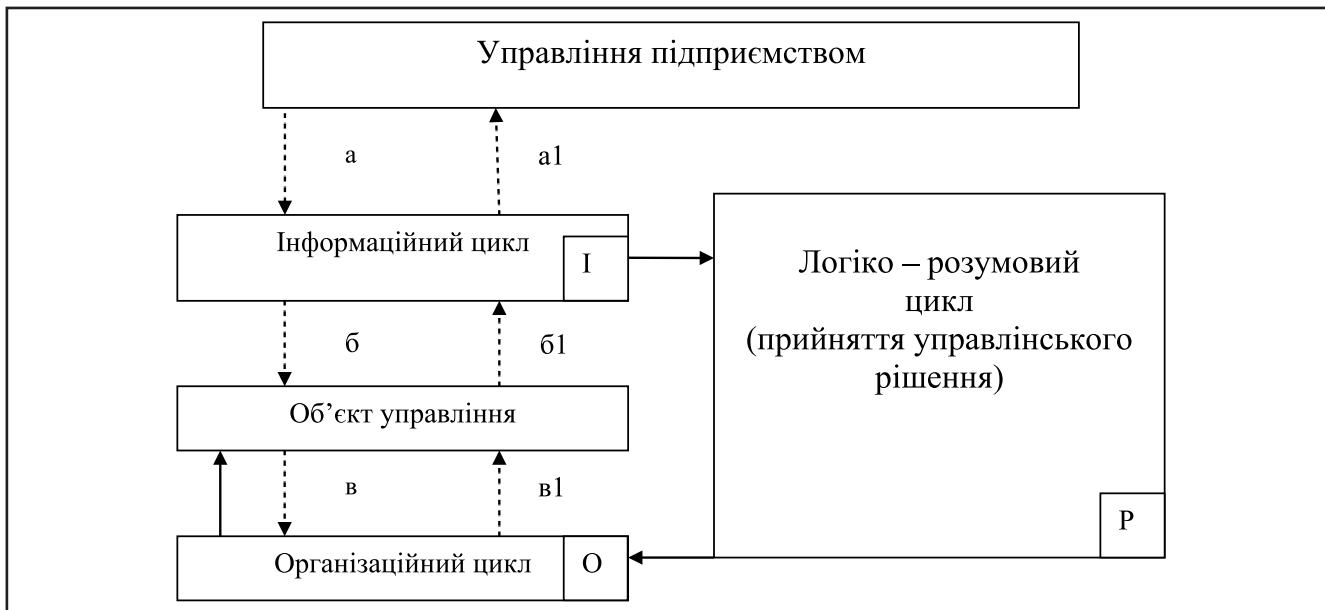 Управління підприємством
а
а1
Інформаційний цикл
І
Логіко – розумовий
цикл
(прийняття управлінського
рішення)
б
б1
Об’єкт управління
в
в1
Р
Організаційний цикл
О